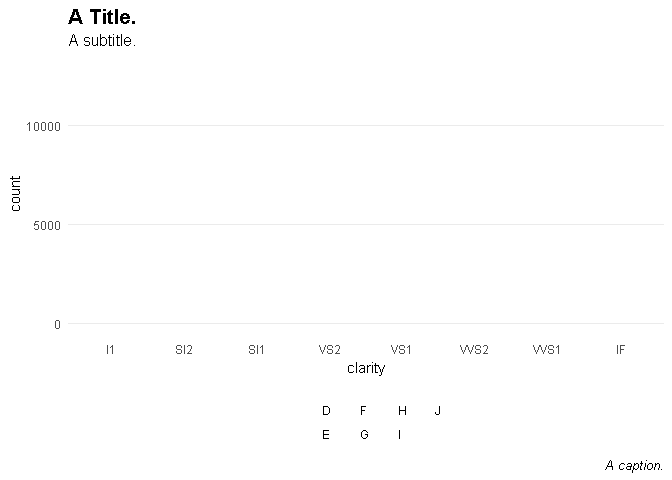 A Title.
A subtitle.
10000
5000
0
count
I1 SI2 SI1 VS2 VS1 VVS2 VVS1 IF
clarity
D F H J
E G I
A caption.